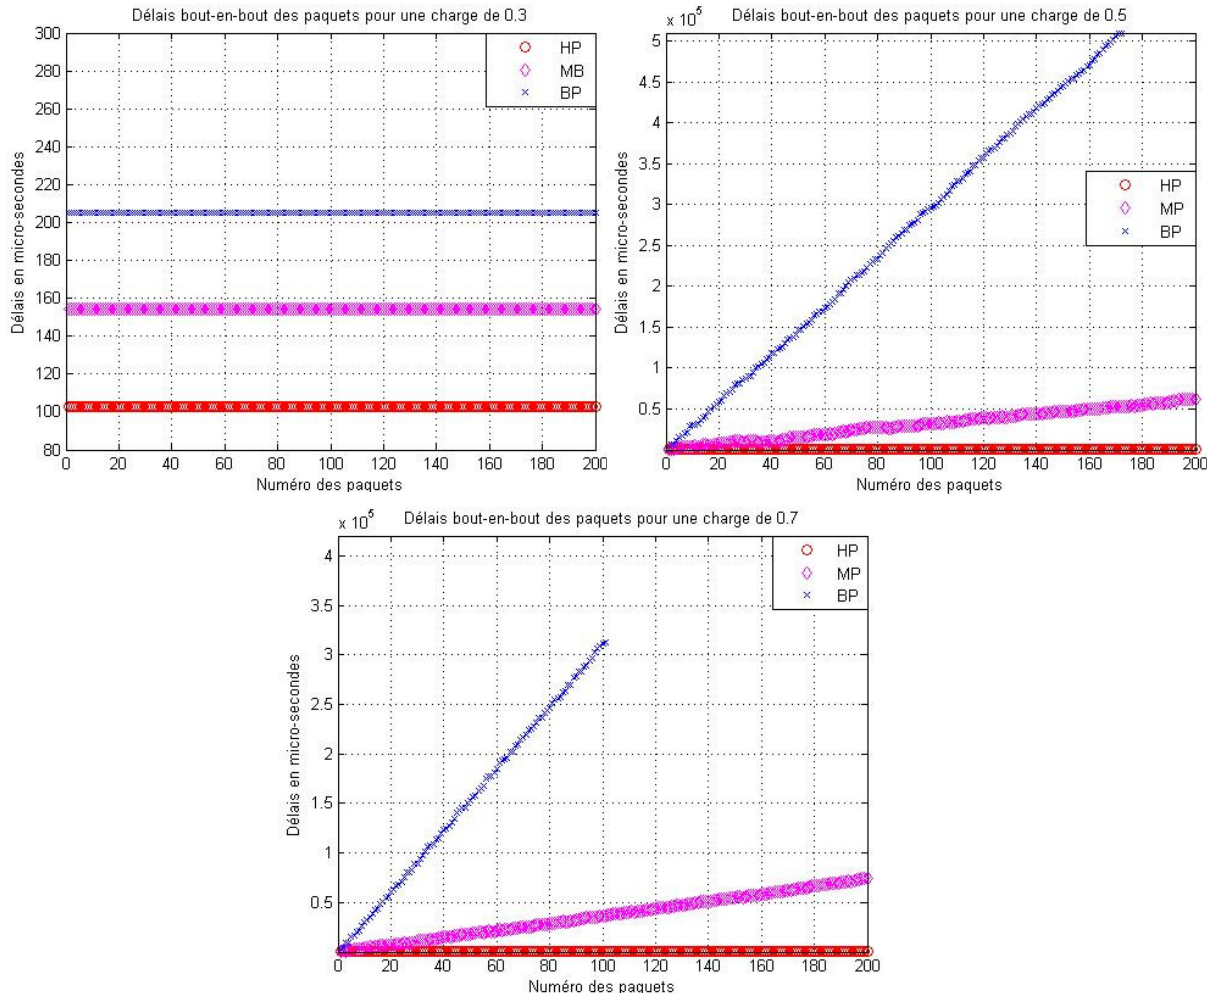 Délais bout-en-bout des paquets pour une charge de 0.3
300
280
260
240
220
200
180
160
140
120
100
80
Délais en micro-secondes
HP
MB
BP
0 20 40 60 80 100 120 140 160 180 200
Numéro des paquets
x 10^5
Délais bout-en-bout des paquets pour une charge de 0.5
5
4.5
4
3.5
3
2.5
2
1.5
1
0.5
Délais en micro-secondes
HP
MP
BP
0 20 40 60 80 100 120 140 160 180 200
Numéro des paquets
x 10^5
Délais bout-en-bout des paquets pour une charge de 0.7
4
3.5
3
2.5
2
1.5
1
0.5
Délais en micro-secondes
HP
MP
BP
0 20 40 60 80 100 120 140 160 180 200
Numéro des paquets